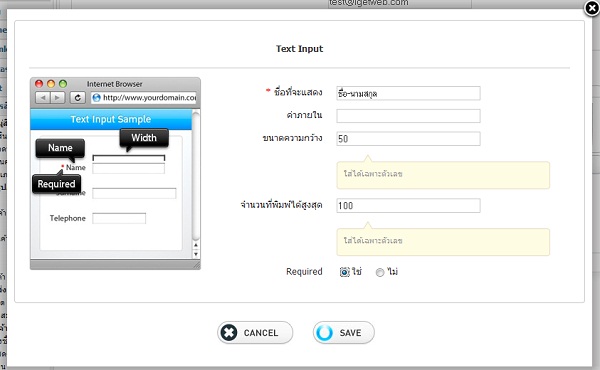 test@igetweb.com
Text Input
Internet Browser
http://www.yourdomain.con
Text Input Sample
Width
Name
* Name
Required
Telephone
* ชื่อที่จะแสดง
ชื่อ-นามสกุล
ค่าภายใน
ขนาดความกว้าง
50
ใส่ได้เฉพาะตัวเลข
จำนวนที่พิมพ์ได้สูงสุด
100
ใส่ได้เฉพาะตัวเลข
Required
ใช่
ไม่
CANCEL
SAVE